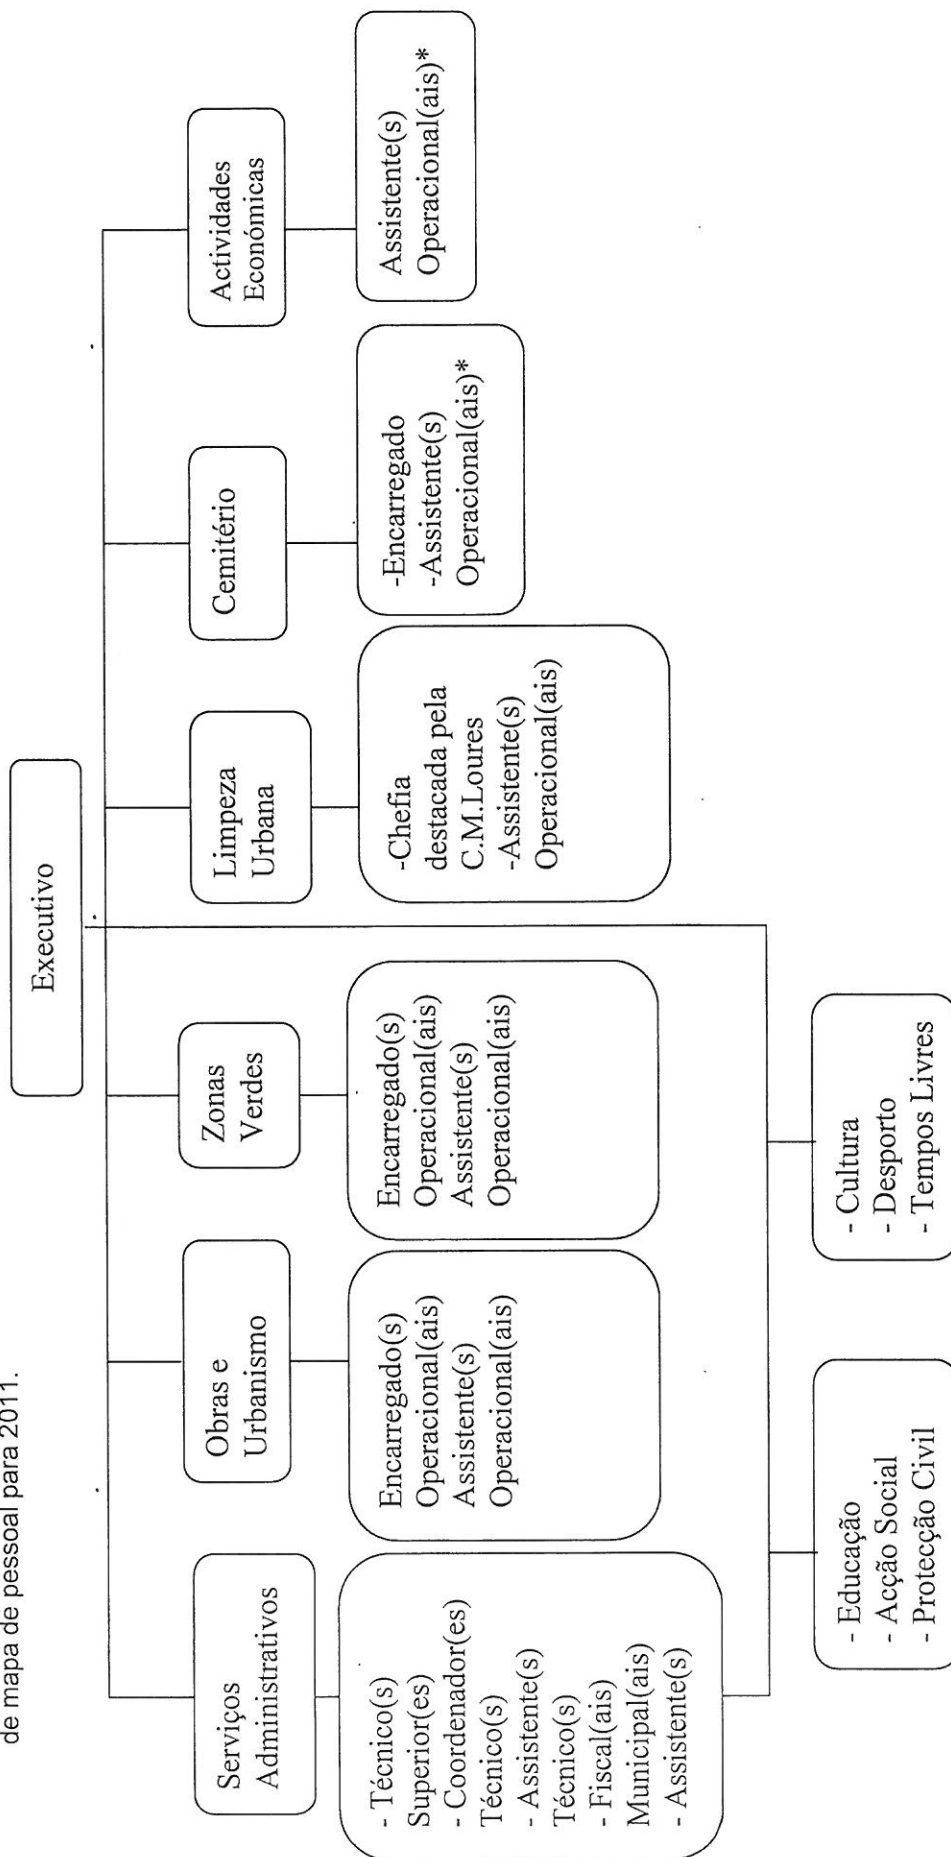 de mapa de pessoal para 2011.
Executivo
Serviços
Administrativos
Obras e
Urbanismo
Zonas
Verdes
Limpeza
Urbana
Cemitério
Actividades
Económicas
- Técnico(s)
Superior(es)
- Coordenador(es)
Técnico(s)
- Assistente(s)
Técnico(s)
- Fiscal(ais)
Municipal(ais)
- Assistente(s)
Encarregado(s)
Operacional(ais)
Assistente(s)
Operacional(ais)
Encarregado(s)
Operacional(ais)
Assistente(s)
Operacional(ais)
-Chefia
destacada pela
C.M.Loures
-Assistente(s)
Operacional(ais)
-Encarregado
-Assistente(s)
Operacional(ais)*
Assistente(s)
Operacional(ais)*
- Educação
- Acção Social
- Protecção Civil
- Cultura
- Desporto
- Tempos Livres